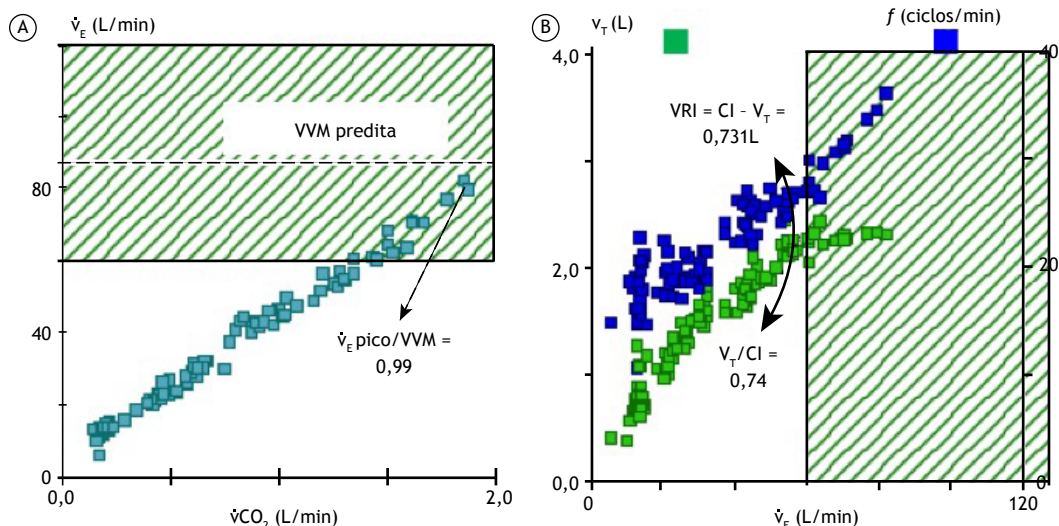 A
V̇E (L/min)
VVM predita
80
40
0
V̇E pico/VVM =
0,99
0,0
2,0
V̇CO2 (L/min)
B
VT (L)
f (ciclos/min)
4,0
2,0
0,0
40
20
0
VRI = CI - VT =
0,731L
VT/CI =
0,74
0
120
V̇E (L/min)